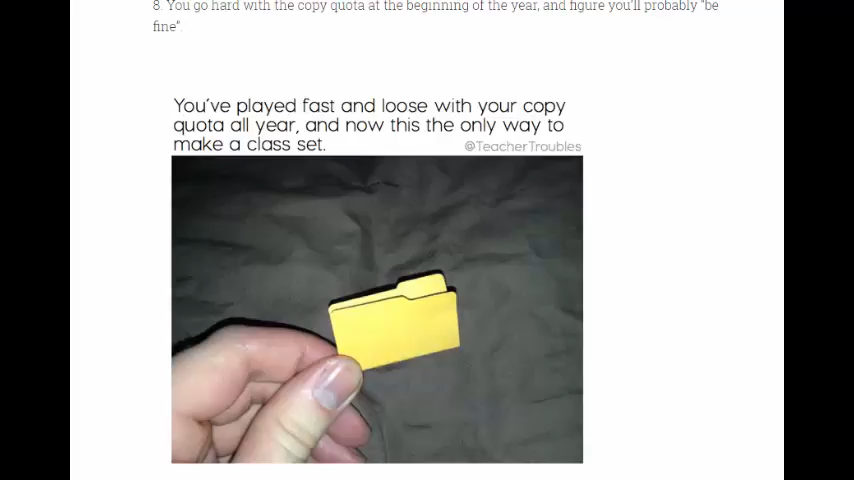 8. You go hard with the copy quota at the beginning of the year, and figure you'll probably "be
fine".
You've played fast and loose with your copy
quota all year, and now this the only way to
make a class set.
@TeacherTroubles